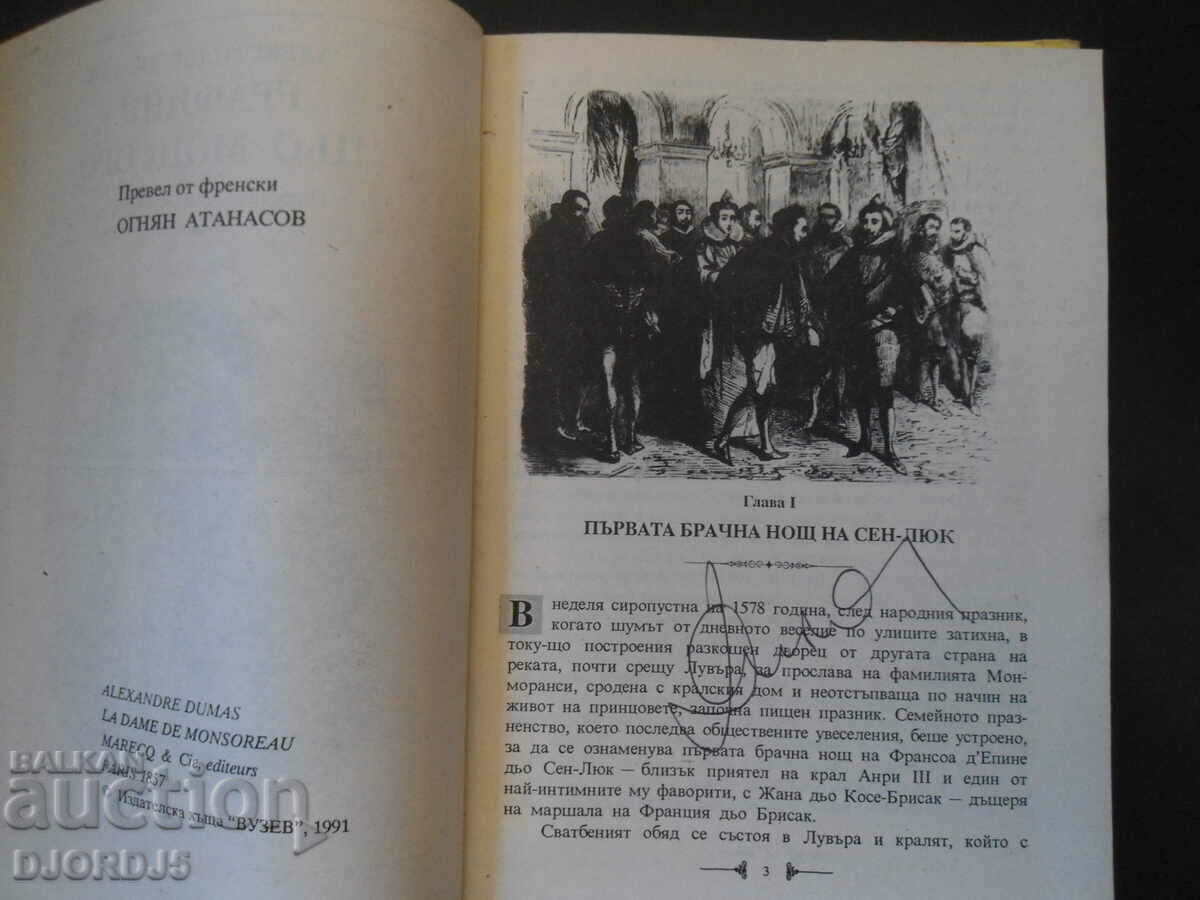 Превел от френски
ОГНЯН АТАНАСОВ
ALEXANDRE DUMAS
LA DAME DE MONSOREAU
MARECQ & Cie, editeurs
PARIS 1857
© Издателска къща "ВУЗЕВ", 1991
BALKAN
auction
DJORDJ5
Глава I
ПЪРВАТА БРАЧНА НОЩ НА СЕН-ЛЮК
В неделя сиропустна на 1578 година, след народния празник,
когато шумът от дневното веселие по улиците затихна, в
току-що построения разкошен дворец от другата страна на
реката, почти срещу Лувъра, за прослава на фамилията Мон-
моранси, сродена с кралския дом и неотстъпваща по начин на
живот на принцовете, започна пищен празник. Семейното праз-
ненство, което последва обществените увеселения, беше устроено,
за да се ознаменува първата брачна нощ на Франсоа д'Епине
дьо Сен-Люк — близък приятел на крал Анри III и един от
най-интимните му фаворити, с Жана дьо Косе-Брисак — дъщеря
на маршала на Франция дьо Брисак.
Сватбеният обяд се състоя в Лувъра и кралят, който с
3